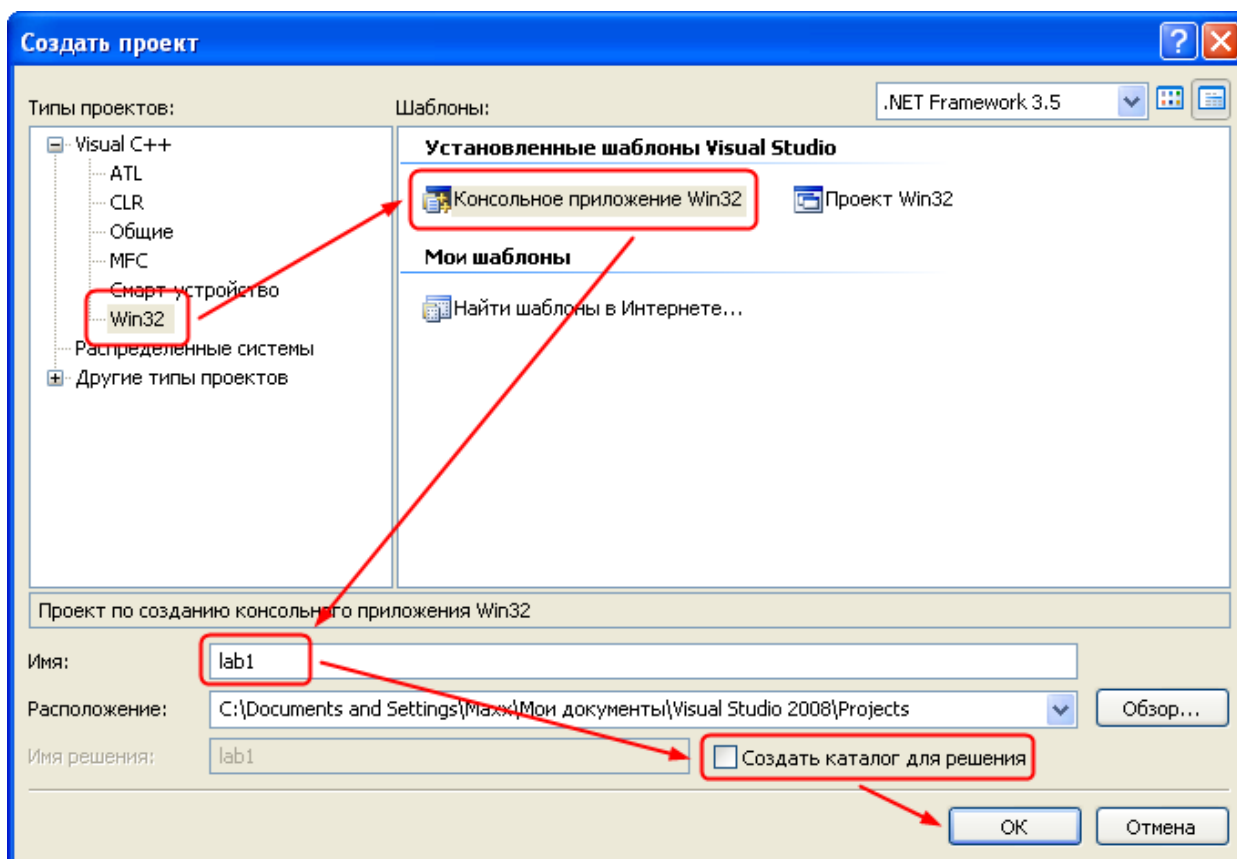 Создать проект
Типы проектов:
Шаблоны:
.NET Framework 3.5
Visual C++
ATL
CLR
Общие
MFC
Смарт-устройство
Win32
Распределенные системы
Другие типы проектов
Установленные шаблоны Visual Studio
Консольное приложение Win32
Проект Win32
Мои шаблоны
Найти шаблоны в Интернете...
Проект по созданию консольного приложения Win32
Имя:
lab1
Расположение:
C:\Documents and Settings\Maxx\Мои документы\Visual Studio 2008\Projects
Обзор...
Имя решения:
lab1
Создать каталог для решения
ОК
Отмена